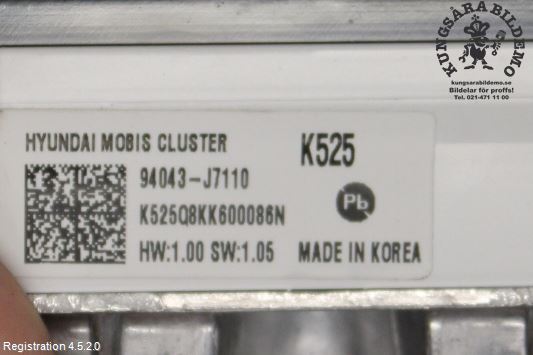 KUNGSÅRA BILDEMO
kungsarabildemo.se
Bildelar för proffs!
Tel. 021-471 11 00
HYUNDAI MOBIS CLUSTER
K525
94043-J7110
Pb
K525Q8KK600086N
HW:1.00 SW:1.05
MADE IN KOREA
Registration 4.5.2.0